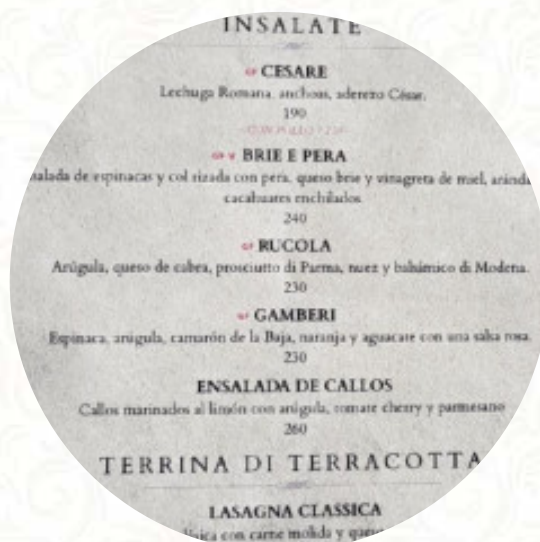 INSALATE
CESARE
Lechuga Romana, anchoas, aderezo César.
190
BRIE E PERA
de espinacas y col rizada con pera, queso brie y vinagreta de miel,
cacahuates enchilados
240
RUCOLA
Arúgula, queso de cabra, prosciutto di Parma, nuez y balsámico di Modena.
230
GAMBERI
Espinaca, arúgula, camarón de la Baja, naranja y aguacate con una salsa rosa.
230
ENSALADA DE CALLOS
Callos marinados al limón con arúgula, tomate cherry y parmesano
260
TERRINA DI TERRACOTTA
LASAGNA CLASSICA
con carne molida y